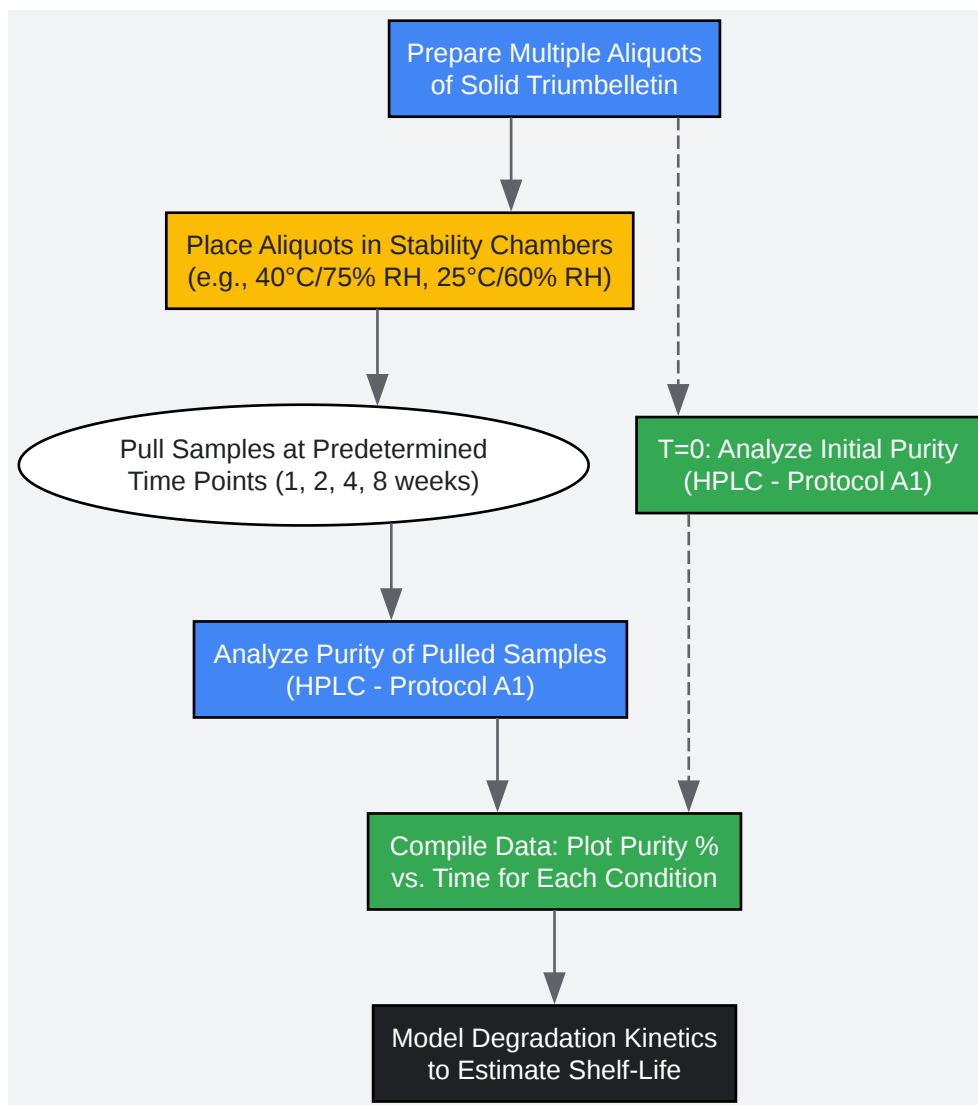 Prepare Multiple Aliquots
of Solid Triumbelletin
Place Aliquots in Stability Chambers
(e.g., 40°C/75% RH, 25°C/60% RH)
Pull Samples at Predetermined
Time Points (1, 2, 4, 8 weeks)
T=0: Analyze Initial Purity
(HPLC - Protocol A1)
Analyze Purity of Pulled Samples
(HPLC - Protocol A1)
Compile Data: Plot Purity %
vs. Time for Each Condition
Model Degradation Kinetics
to Estimate Shelf-Life